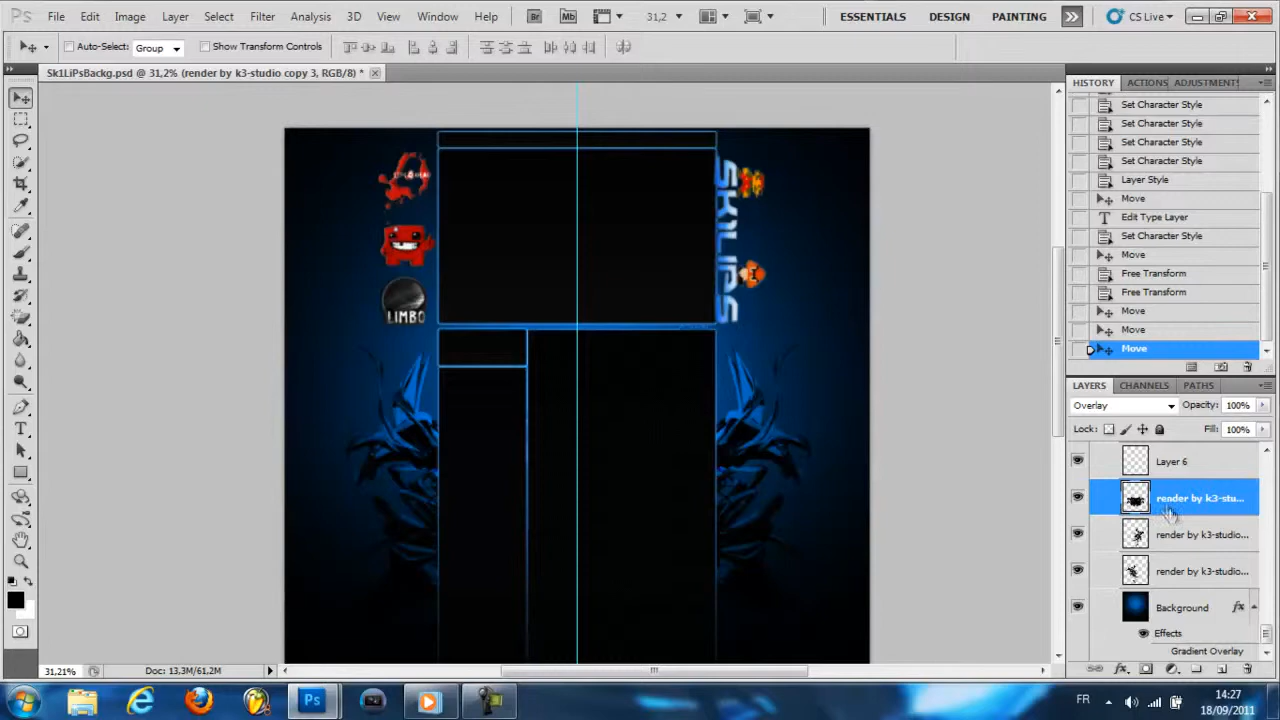 Ps
File Edit Image Layer Select Filter Analysis 3D View Window Help
Br Mb 31,2 ESSENTIALS DESIGN PAINTING CS Live
Auto-Select: Group Show Transform Controls
Sk1LiPsBackg.psd @ 31,2% (render by k3-studio copy 3, RGB/8) *
HISTORY ACTIONS ADJUSTMENTS
Set Character Style
Set Character Style
Set Character Style
Set Character Style
Layer Style
Move
Edit Type Layer
Set Character Style
Move
Free Transform
Free Transform
Move
Move
Move
SK1LIPS
LIMBO
LAYERS CHANNELS PATHS
Overlay Opacity: 100%
Lock: Fill: 100%
Layer 6
render by k3-stu...
render by k3-studio...
render by k3-studio...
Background fx
Effects
Gradient Overlay
31,21% Doc: 13,3M/61,2M
Ps FR 14:27
18/09/2011